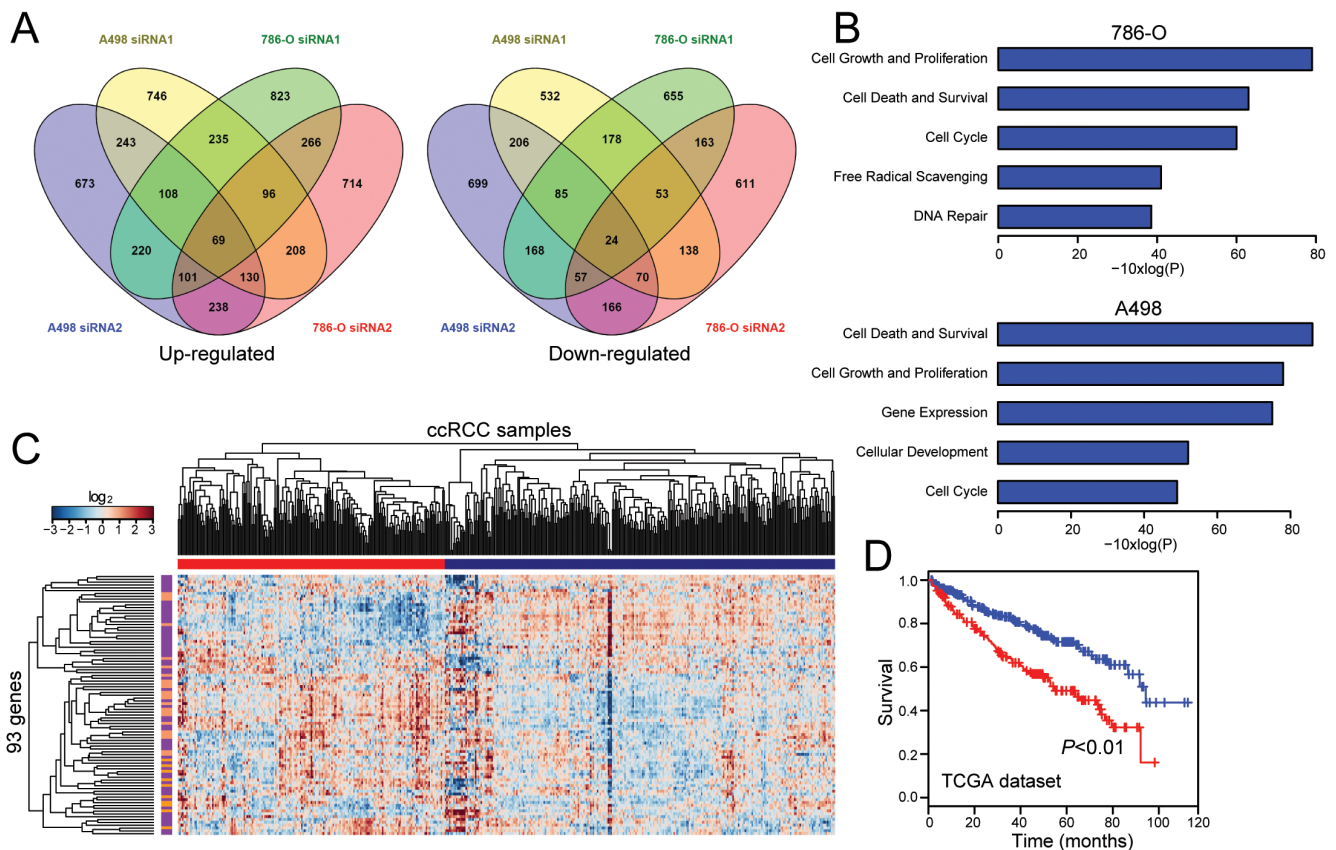 A
A498 siRNA1
786-O siRNA1
746
823
243
235
266
673
108
96
714
220
69
208
101
130
238
A498 siRNA2
786-O siRNA2
Up-regulated
A498 siRNA1
786-O siRNA1
532
655
206
178
163
699
85
53
611
168
24
138
57
70
166
A498 siRNA2
786-O siRNA2
Down-regulated
B
786-O
Cell Growth and Proliferation
Cell Death and Survival
Cell Cycle
Free Radical Scavenging
DNA Repair
0 20 40 60 80
−10xlog(P)
A498
Cell Death and Survival
Cell Growth and Proliferation
Gene Expression
Cellular Development
Cell Cycle
0 20 40 60 80
−10xlog(P)
C
ccRCC samples
log2
−3 −2 −1 0 1 2 3
93 genes
D
Survival
1.0
0.8
0.6
0.4
0.2
0.0
P<0.01
TCGA dataset
0 20 40 60 80 100 120
Time (months)